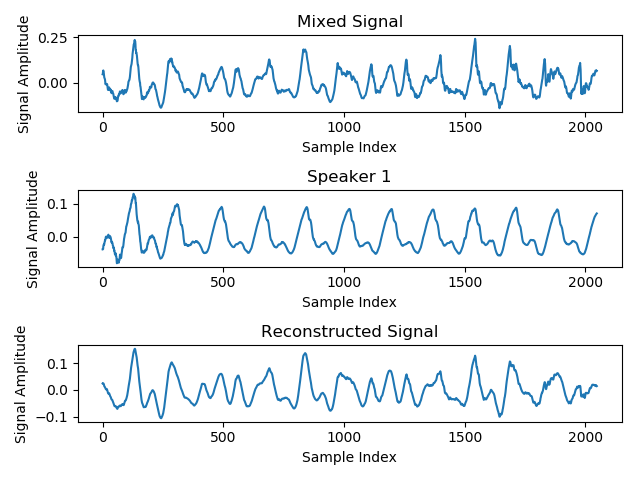 Mixed Signal
Signal Amplitude
0.25
0.00
0 500 1000 1500 2000
Sample Index
Speaker 1
Signal Amplitude
0.1
0.0
0 500 1000 1500 2000
Sample Index
Reconstructed Signal
Signal Amplitude
0.1
0.0
−0.1
0 500 1000 1500 2000
Sample Index